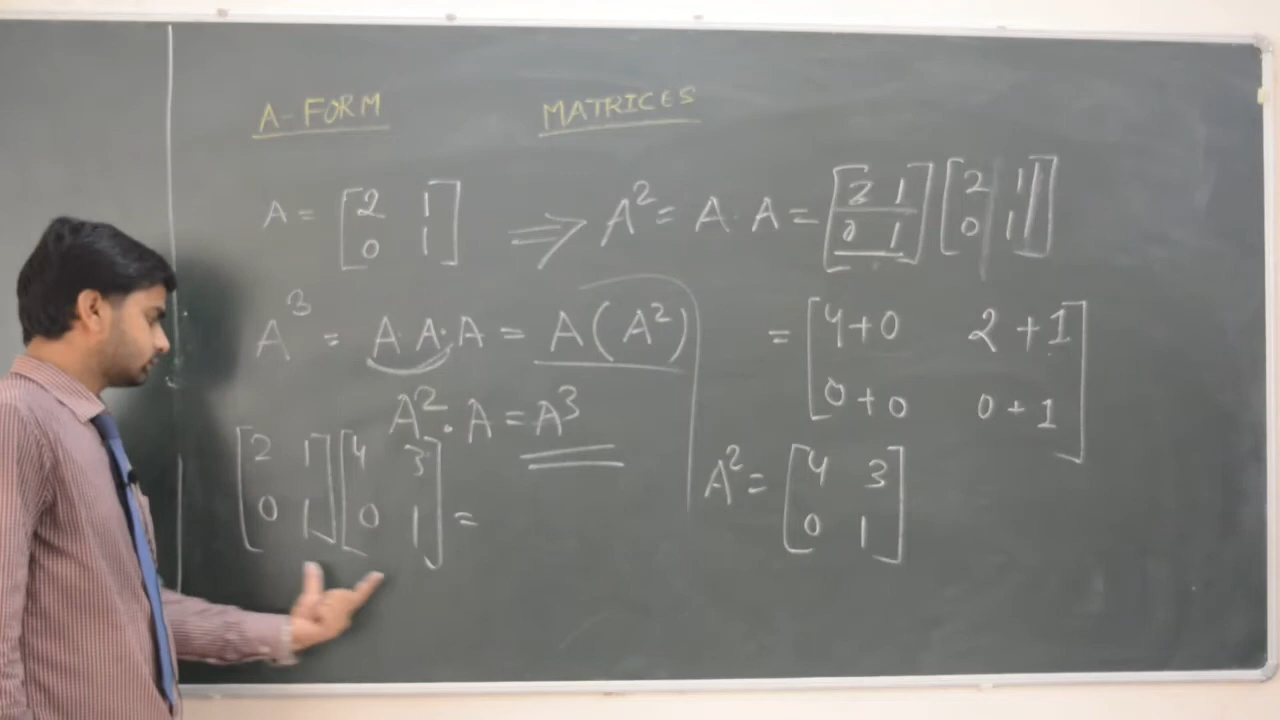 A-FORM MATRICES
A = [2 1
0 1] ⇒ A² = A · A = [2 1
0 1] [2 1
0 1]
A³ = A·A·A = A(A²)
A²·A = A³
[2 1
0 1] [4 3
0 1] =
= [4+0 2+1
0+0 0+1]
A² = [4 3
0 1]